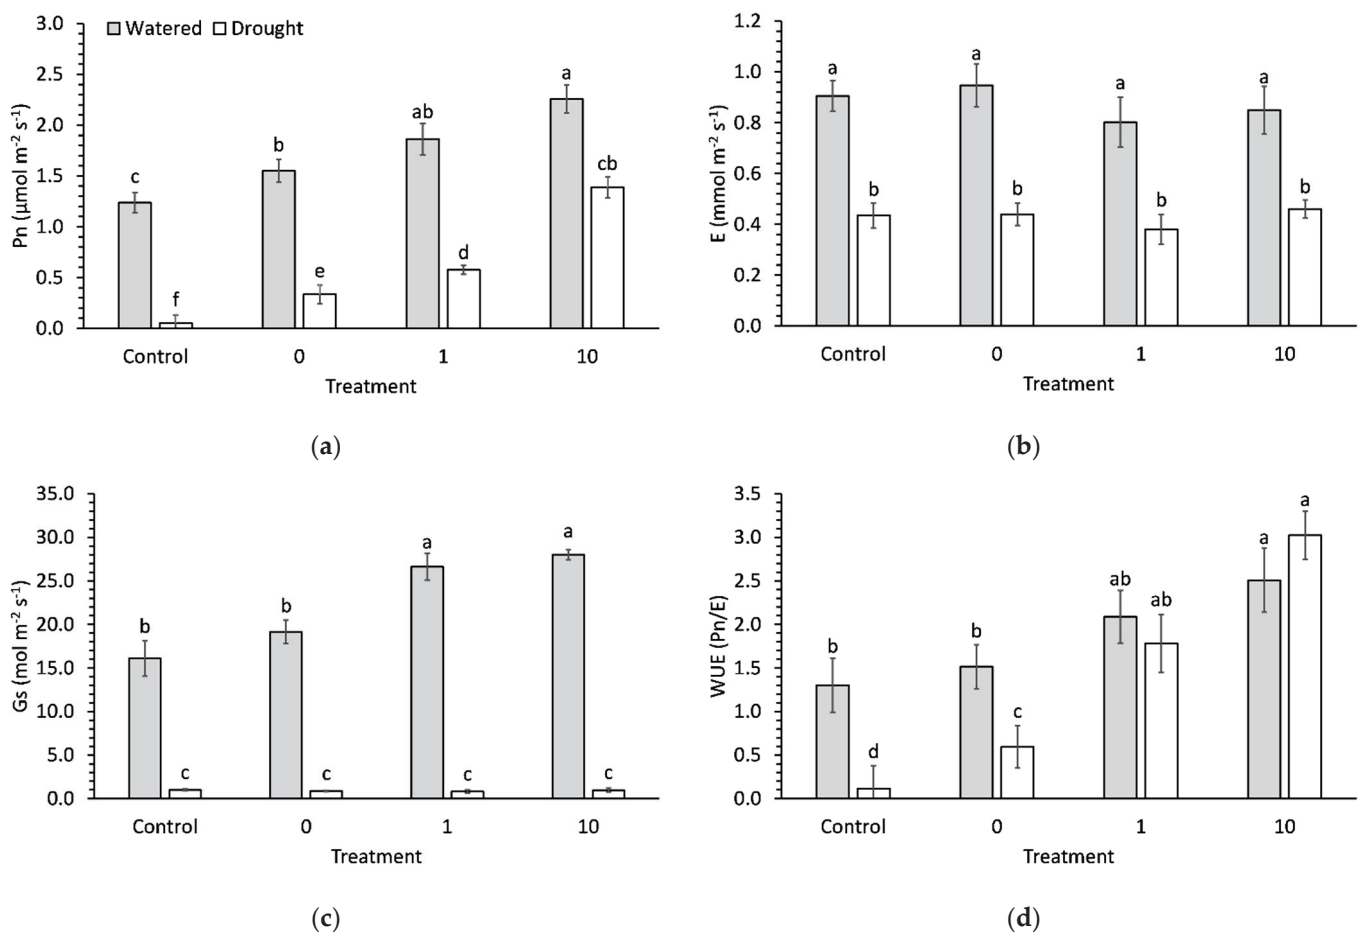 Watered Drought
Pn (µmol m⁻² s⁻¹)
3.0
2.5
2.0
1.5
1.0
0.5
0.0
c f b e ab d a cb
Control 0 1 10
Treatment
(a)
E (mmol m⁻² s⁻¹)
1.2
1.0
0.8
0.6
0.4
0.2
0.0
a b a b a b a b
Control 0 1 10
Treatment
(b)
Gs (mol m⁻² s⁻¹)
35.0
30.0
25.0
20.0
15.0
10.0
5.0
0.0
b c b c a c a c
Control 0 1 10
Treatment
(c)
WUE (Pn/E)
3.5
3.0
2.5
2.0
1.5
1.0
0.5
0.0
b d b c ab ab a a
Control 0 1 10
Treatment
(d)